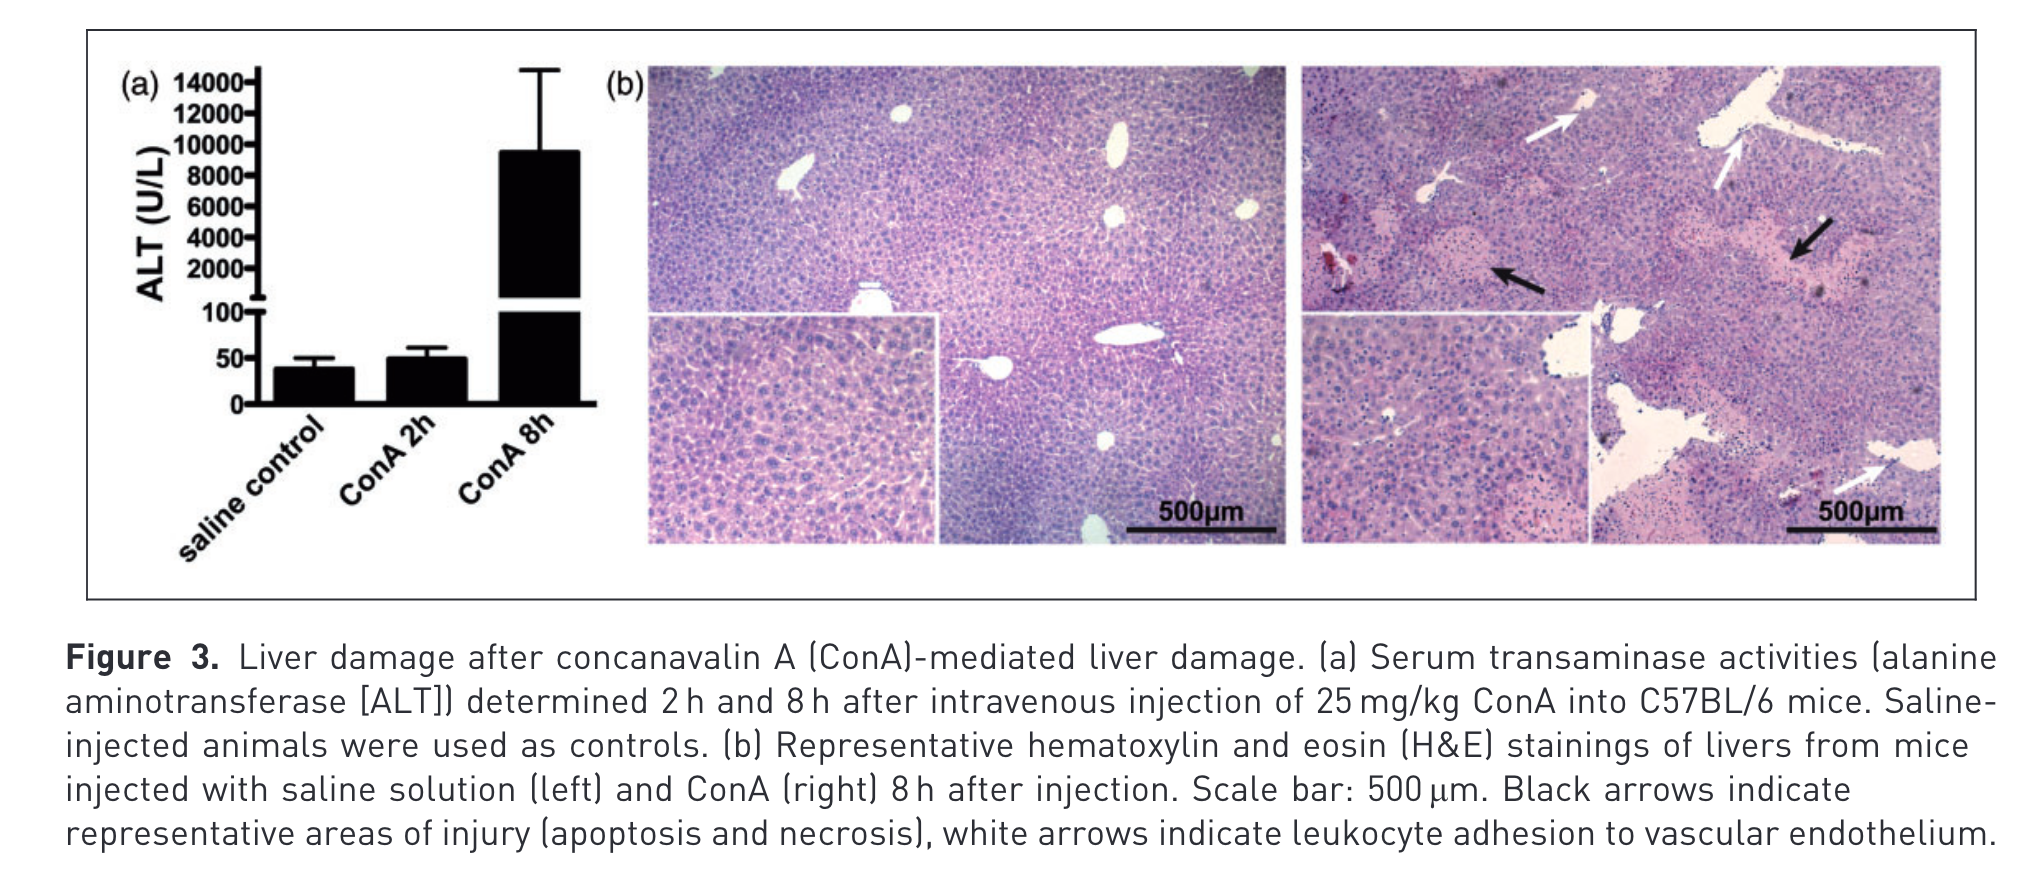 (a)
14000
12000
10000
8000
6000
4000
2000
100
50
0
ALT (U/L)
saline control
ConA 2h
ConA 8h
(b)
500µm
500µm
Figure 3. Liver damage after concanavalin A (ConA)-mediated liver damage. (a) Serum transaminase activities (alanine
aminotransferase [ALT]) determined 2 h and 8 h after intravenous injection of 25 mg/kg ConA into C57BL/6 mice. Saline-
injected animals were used as controls. (b) Representative hematoxylin and eosin (H&E) stainings of livers from mice
injected with saline solution (left) and ConA (right) 8 h after injection. Scale bar: 500 µm. Black arrows indicate
representative areas of injury (apoptosis and necrosis), white arrows indicate leukocyte adhesion to vascular endothelium.